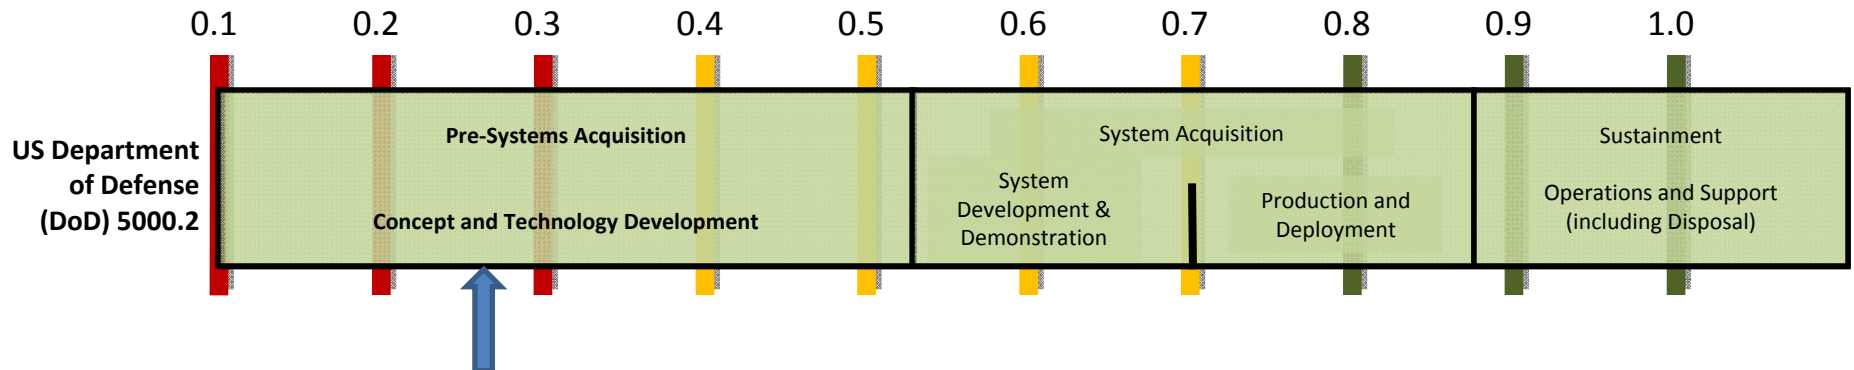 0.1 0.2 0.3 0.4 0.5 0.6 0.7 0.8 0.9 1.0
US Department
of Defense
(DoD) 5000.2
Pre-Systems Acquisition
Concept and Technology Development
System Acquisition
System
Development &
Demonstration
Production and
Deployment
Sustainment
Operations and Support
(including Disposal)